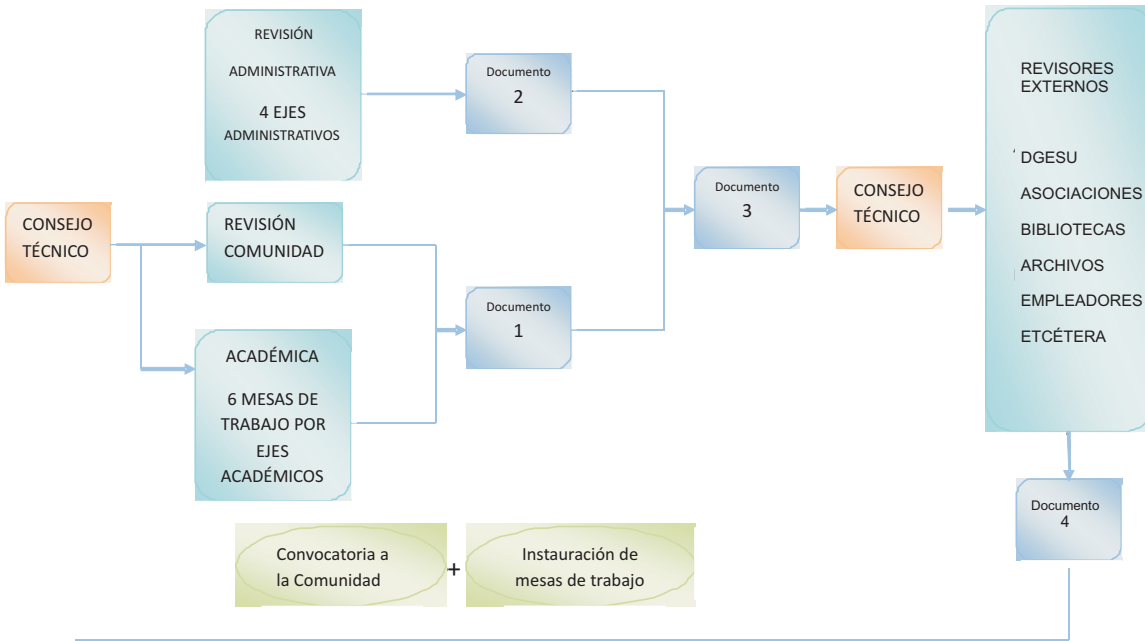 REVISIÓN
ADMINISTRATIVA
4 EJES
ADMINISTRATIVOS
Documento
2
CONSEJO
TÉCNICO
REVISIÓN
COMUNIDAD
ACADÉMICA
6 MESAS DE
TRABAJO POR
EJES
ACADÉMICOS
Documento
1
Documento
3
CONSEJO
TÉCNICO
REVISORES
EXTERNOS
DGESU
ASOCIACIONES
BIBLIOTECAS
ARCHIVOS
EMPLEADORES
ETCÉTERA
Documento
4
Convocatoria a
la Comunidad
+
Instauración de
mesas de trabajo